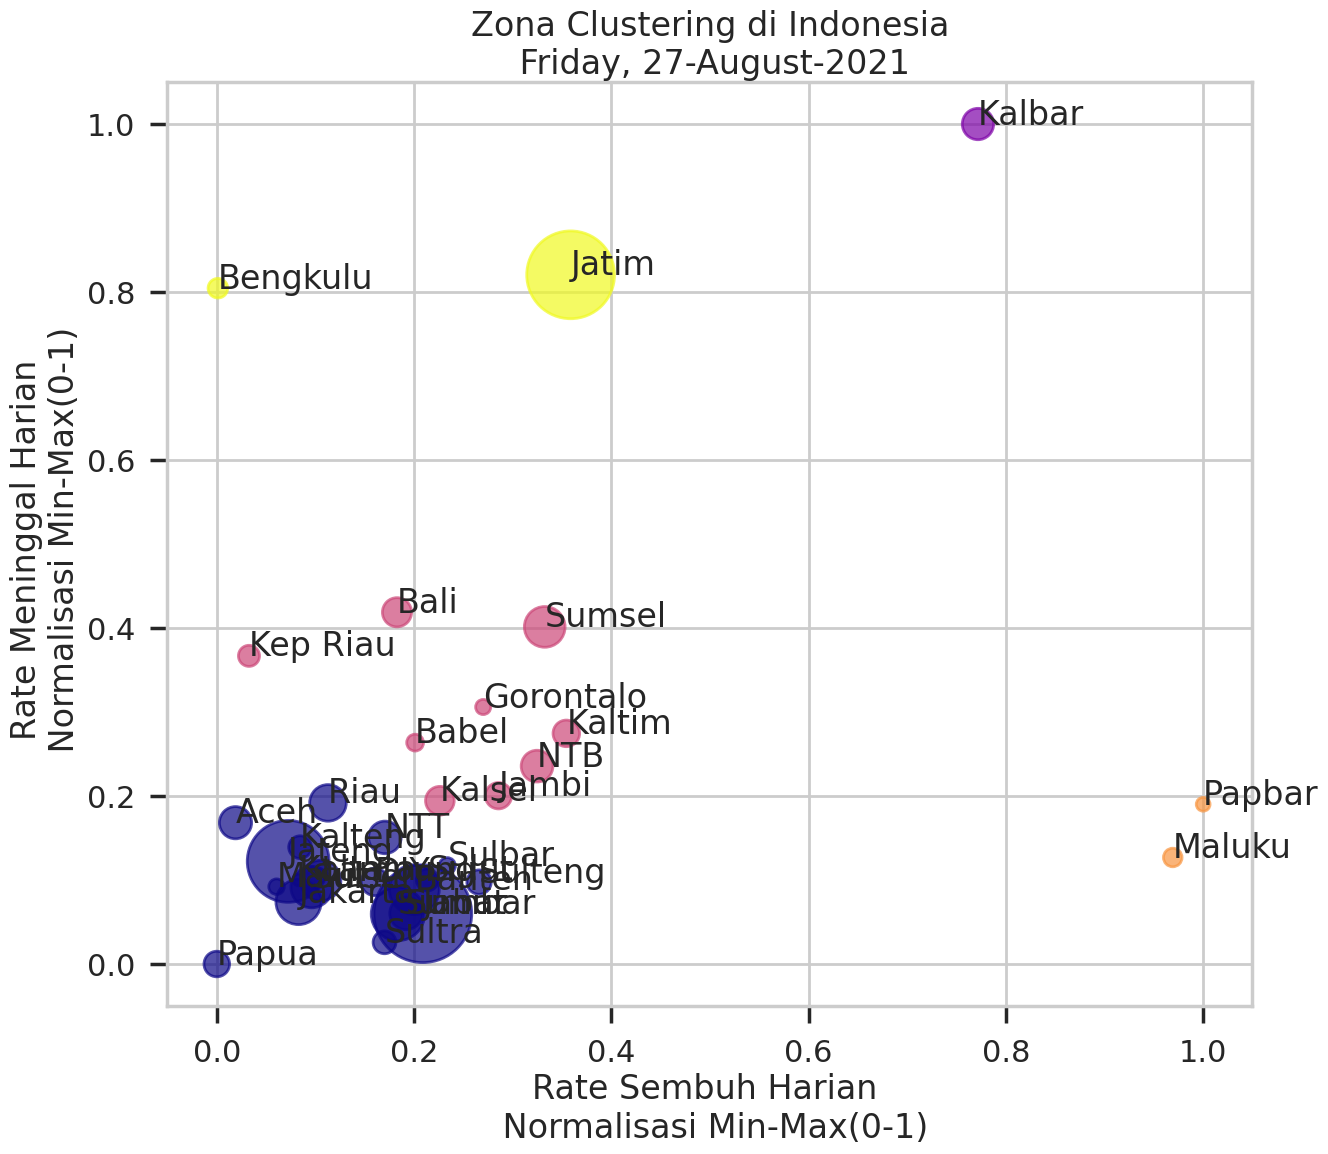 Zona Clustering di Indonesia
Friday, 27-August-2021
Rate Meninggal Harian
Normalisasi Min-Max(0-1)
1.0
0.8
0.6
0.4
0.2
0.0
Kalbar
Jatim
Bengkulu
Bali
Sumsel
Kep Riau
Gorontalo
Kaltim
Babel
NTB
Jambi
Kalsel
Papbar
Riau
Aceh
NTT
Kalteng
Jateng
Sulbar
Maluku
Jakarta
Sultra
Papua
0.0
0.2
0.4
0.6
0.8
1.0
Rate Sembuh Harian
Normalisasi Min-Max(0-1)